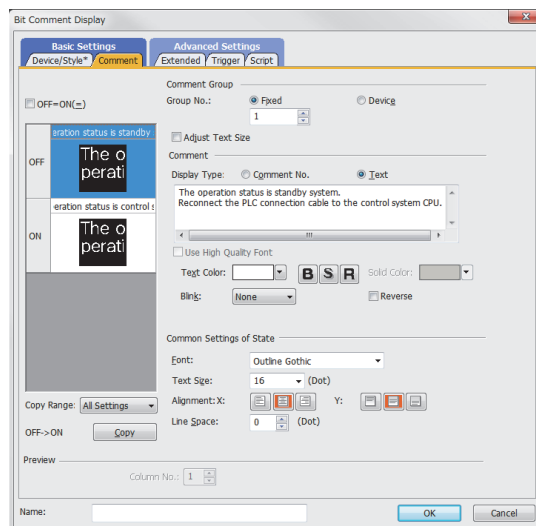 Bit Comment Display
Basic Settings
Advanced Settings
Device/Style* Comment Extended Trigger Script
OFF=ON(=)
OFF
eration status is standby
The o
perati
ON
eration status is control s
The o
perati
Copy Range: All Settings
OFF->ON Copy
Comment Group
Group No.: Fixed Device
1
Adjust Text Size
Comment
Display Type: Comment No. Text
The operation status is standby system.
Reconnect the PLC connection cable to the control system CPU.
Use High Quality Font
Text Color: B S R Solid Color:
Blink: None Reverse
Common Settings of State
Font: Outline Gothic
Text Size: 16 (Dot)
Alignment: X: Y:
Line Space: 0 (Dot)
Preview
Column No.: 1
Name:
OK Cancel